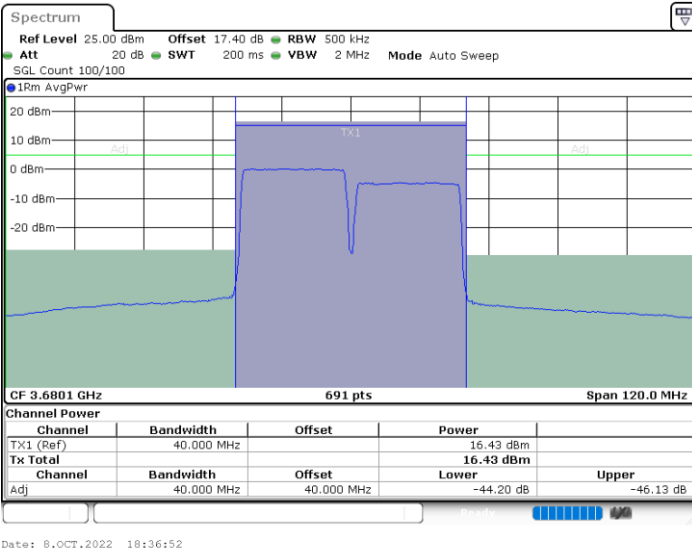 Spectrum
Ref Level 25.00 dBm Offset 17.40 dB RBW 500 kHz
Att 20 dB SWT 200 ms VBW 2 MHz Mode Auto Sweep
SGL Count 100/100
1Rm AvgPwr
20 dBm
TX1
10 dBm
Adj Adj
0 dBm
-10 dBm
-20 dBm
CF 3.6801 GHz 691 pts Span 120.0 MHz
Channel Power
Channel Bandwidth Offset Power
TX1 (Ref) 40.000 MHz 16.43 dBm
Tx Total 16.43 dBm
Channel Bandwidth Offset Lower Upper
Adj 40.000 MHz 40.000 MHz -44.20 dB -46.13 dB
Ready
Date: 8.OCT.2022 18:36:52